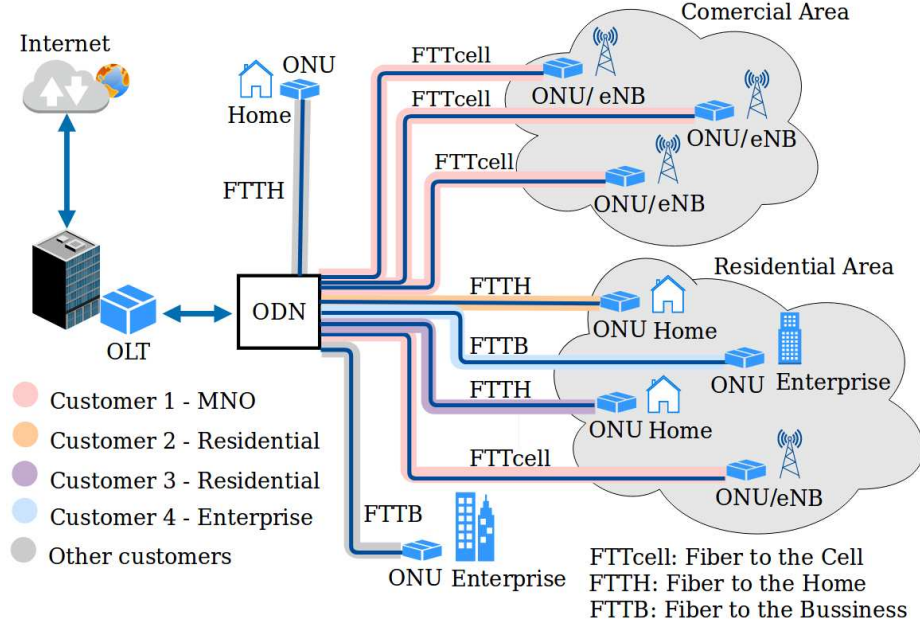 Comercial Area
Internet
ONU
Home
FTTcell
ONU/ eNB
FTTcell
ONU/eNB
FTTcell
ONU/eNB
FTTH
Residential Area
ODN
OLT
FTTH
ONU Home
FTTB
ONU Enterprise
FTTH
ONU Home
FTTcell
ONU/eNB
Customer 1 - MNO
Customer 2 - Residential
Customer 3 - Residential
Customer 4 - Enterprise
Other customers
FTTB
ONU Enterprise
FTTcell: Fiber to the Cell
FTTH: Fiber to the Home
FTTB: Fiber to the Bussiness